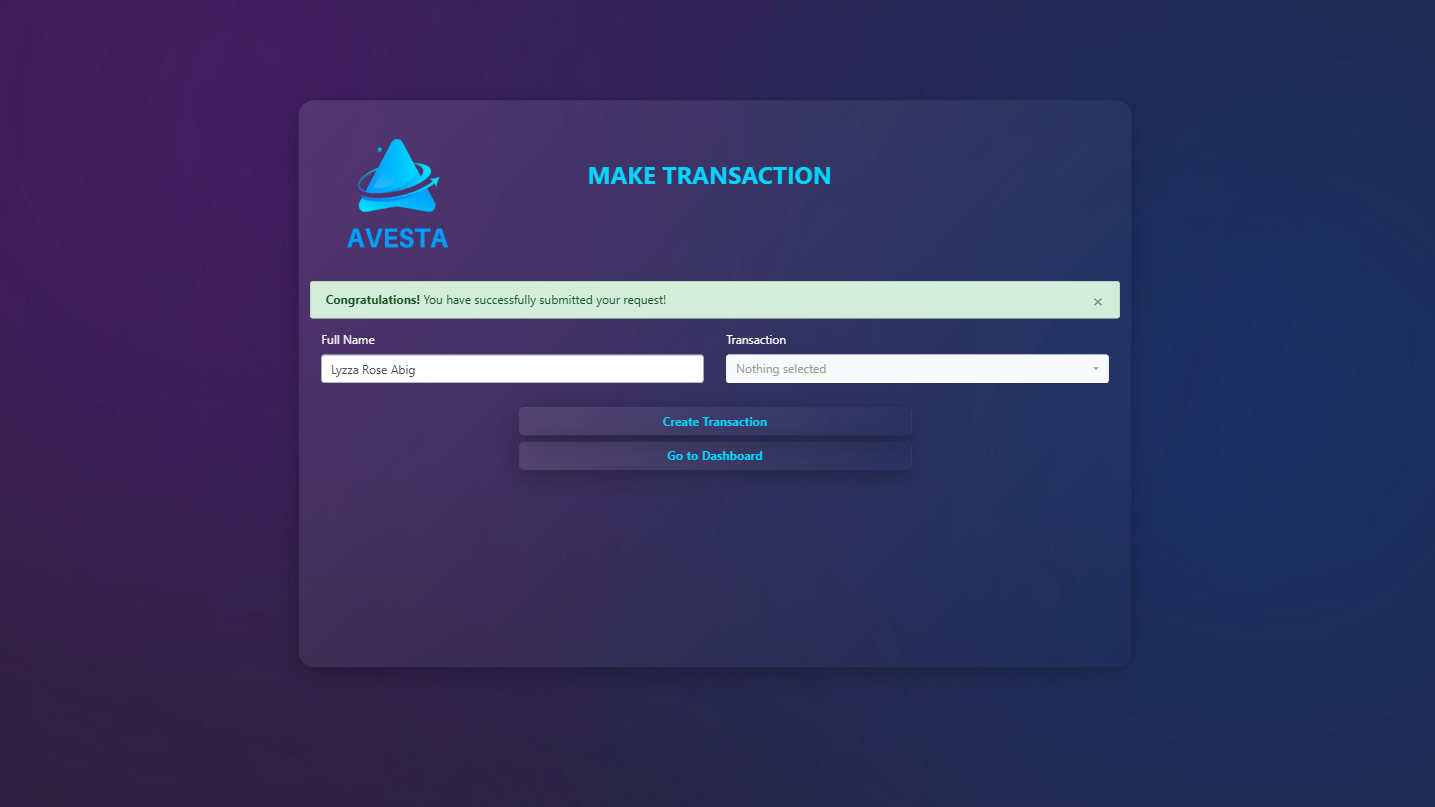 AVESTA
MAKE TRANSACTION
Congratulations! You have successfully submitted your request!
×
Full Name
Transaction
Lyzza Rose Abig
Nothing selected
Create Transaction
Go to Dashboard